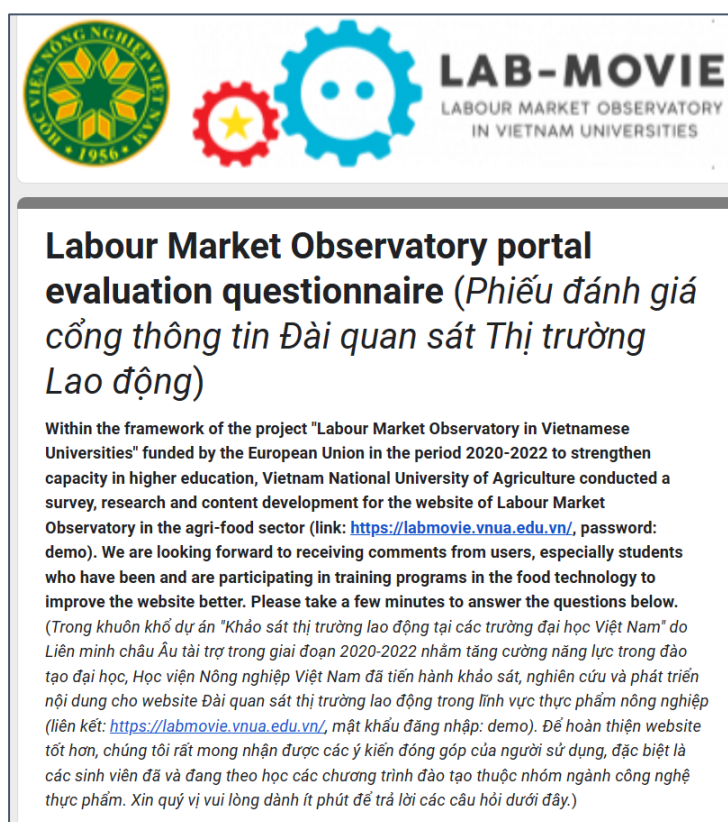 HỌC VIỆN NÔNG NGHIỆP VIỆT NAM
1956
LAB-MOVIE
LABOUR MARKET OBSERVATORY
IN VIETNAM UNIVERSITIES
Labour Market Observatory portal
evaluation questionnaire (Phiếu đánh giá
cổng thông tin Đài quan sát Thị trường
Lao động)
Within the framework of the project "Labour Market Observatory in Vietnamese
Universities" funded by the European Union in the period 2020-2022 to strengthen
capacity in higher education, Vietnam National University of Agriculture conducted a
survey, research and content development for the website of Labour Market
Observatory in the agri-food sector (link: https://labmovie.vnua.edu.vn/, password:
demo). We are looking forward to receiving comments from users, especially students
who have been and are participating in training programs in the food technology to
improve the website better. Please take a few minutes to answer the questions below.
(Trong khuôn khổ dự án "Khảo sát thị trường lao động tại các trường đại học Việt Nam" do
Liên minh châu Âu tài trợ trong giai đoạn 2020-2022 nhằm tăng cường năng lực trong đào
tạo đại học, Học viện Nông nghiệp Việt Nam đã tiến hành khảo sát, nghiên cứu và phát triển
nội dung cho website Đài quan sát thị trường lao động trong lĩnh vực thực phẩm nông nghiệp
(liên kết: https://labmovie.vnua.edu.vn/, mật khẩu đăng nhập: demo). Để hoàn thiện website
tốt hơn, chúng tôi rất mong nhận được các ý kiến đóng góp của người sử dụng, đặc biệt là
các sinh viên đã và đang theo học các chương trình đào tạo thuộc nhóm ngành công nghệ
thực phẩm. Xin quý vị vui lòng dành ít phút để trả lời các câu hỏi dưới đây.)